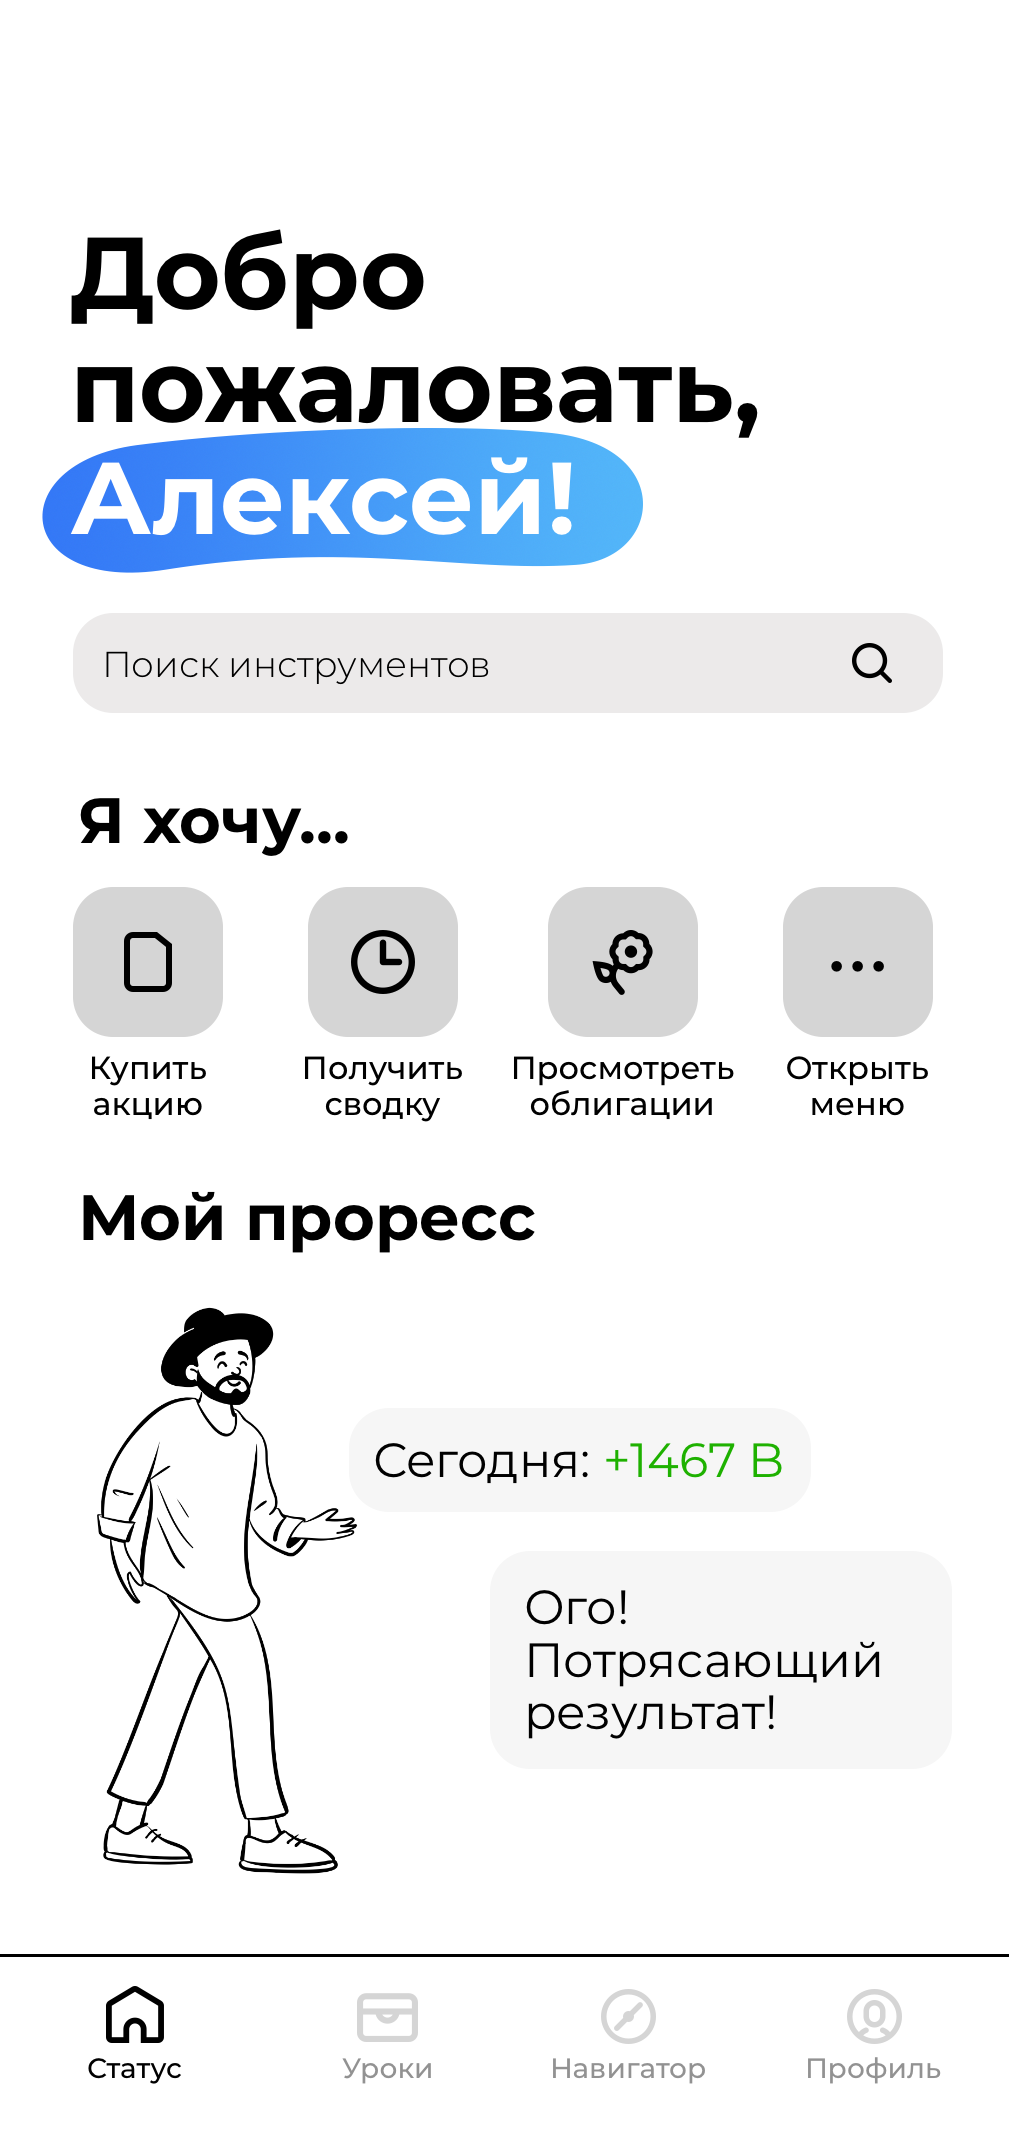 Добро
пожаловать,
Алексей!
Поиск инструментов
Я хочу...
Купить
акцию
Получить
сводку
Просмотреть
облигации
Открыть
меню
Мой проресс
Сегодня: +1467 В
Ого!
Потрясающий
результат!
Статус
Уроки
Навигатор
Профиль